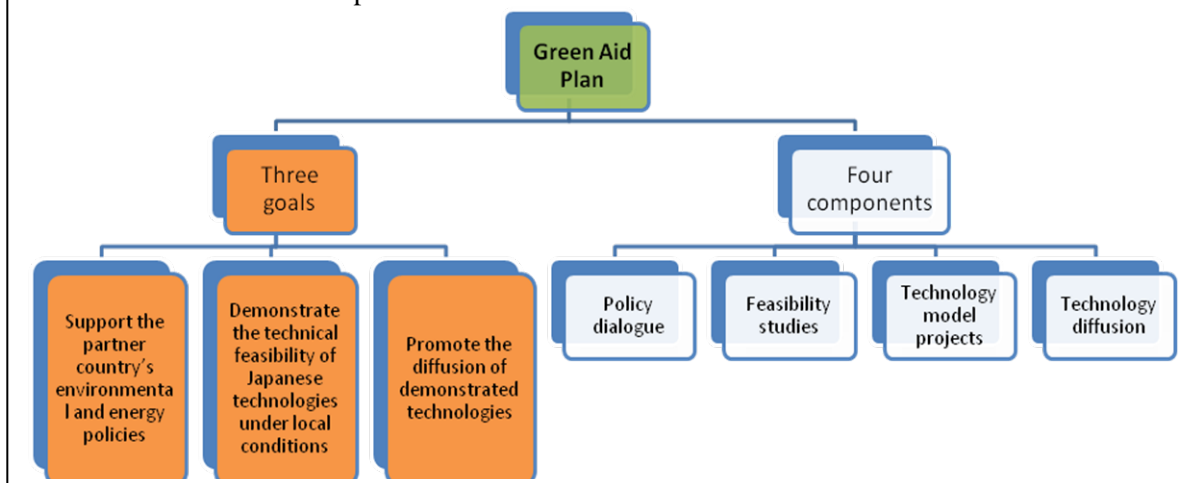 Green Aid
Plan
Three
goals
Four
components
Support the
partner
country's
environmenta
l and energy
policies
Demonstrate
the technical
feasibility of
Japanese
technologies
under local
conditions
Promote the
diffusion of
demonstrated
technologies
Policy
dialogue
Feasibility
studies
Technology
model
projects
Technology
diffusion